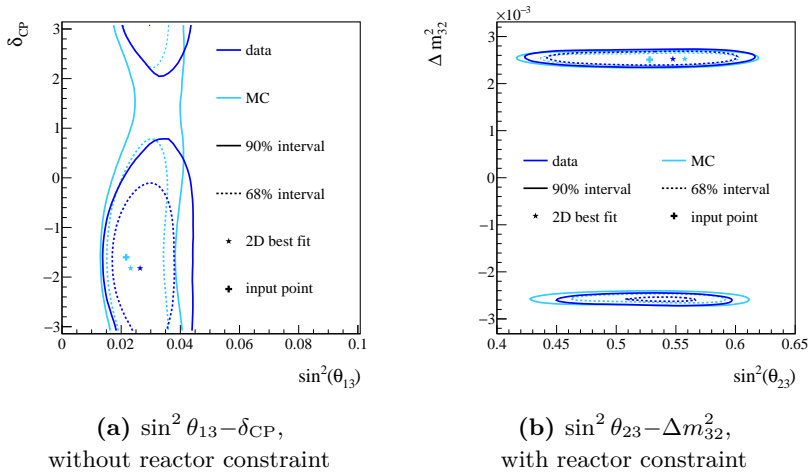 δCP
3
2
1
0
−1
−2
−3
data
MC
90% interval
68% interval
2D best fit
input point
0 0.02 0.04 0.06 0.08 0.1
sin²(θ13)
(a) sin² θ13−δCP,
without reactor constraint
×10⁻³
Δ m²32
3
2
1
0
−1
−2
−3
data MC
90% interval 68% interval
2D best fit input point
0.4 0.45 0.5 0.55 0.6 0.65
sin²(θ23)
(b) sin² θ23−Δm²32,
with reactor constraint